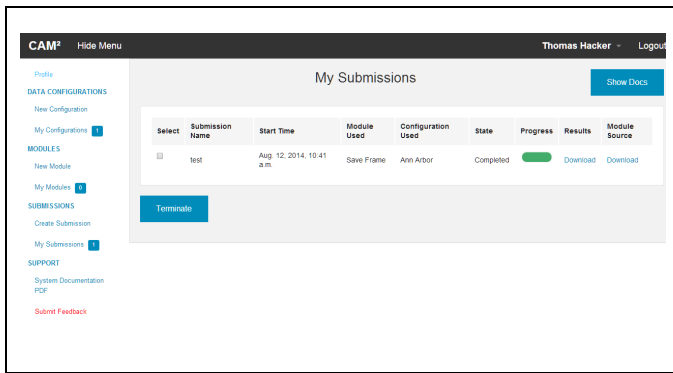 CAM² Hide Menu Thomas Hacker Logout
Profile
DATA CONFIGURATIONS
New Configuration
My Configurations 1
MODULES
New Module
My Modules 0
SUBMISSIONS
Create Submission
My Submissions 1
SUPPORT
System Documentation
PDF
Submit Feedback
My Submissions
Show Docs
Select Submission Name Start Time Module Used Configuration Used State Progress Results Module Source
test Aug. 12, 2014, 10:41 a.m. Save Frame Ann Arbor Completed Download Download
Terminate